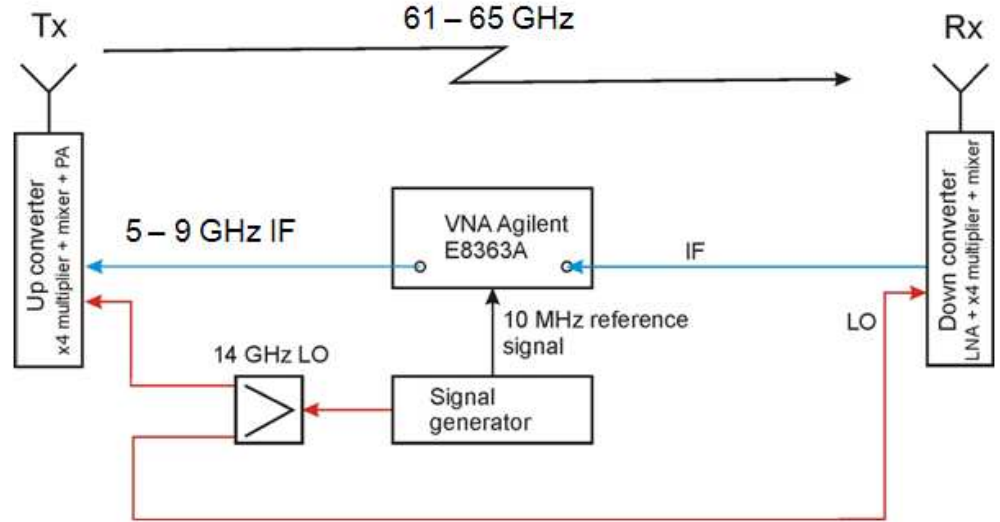 61 – 65 GHz
Tx
Rx
Up converter
x4 multiplier + mixer + PA
5 – 9 GHz IF
VNA Agilent
E8363A
IF
Down converter
LNA + x4 multiplier + mixer
10 MHz reference
signal
LO
14 GHz LO
Signal
generator